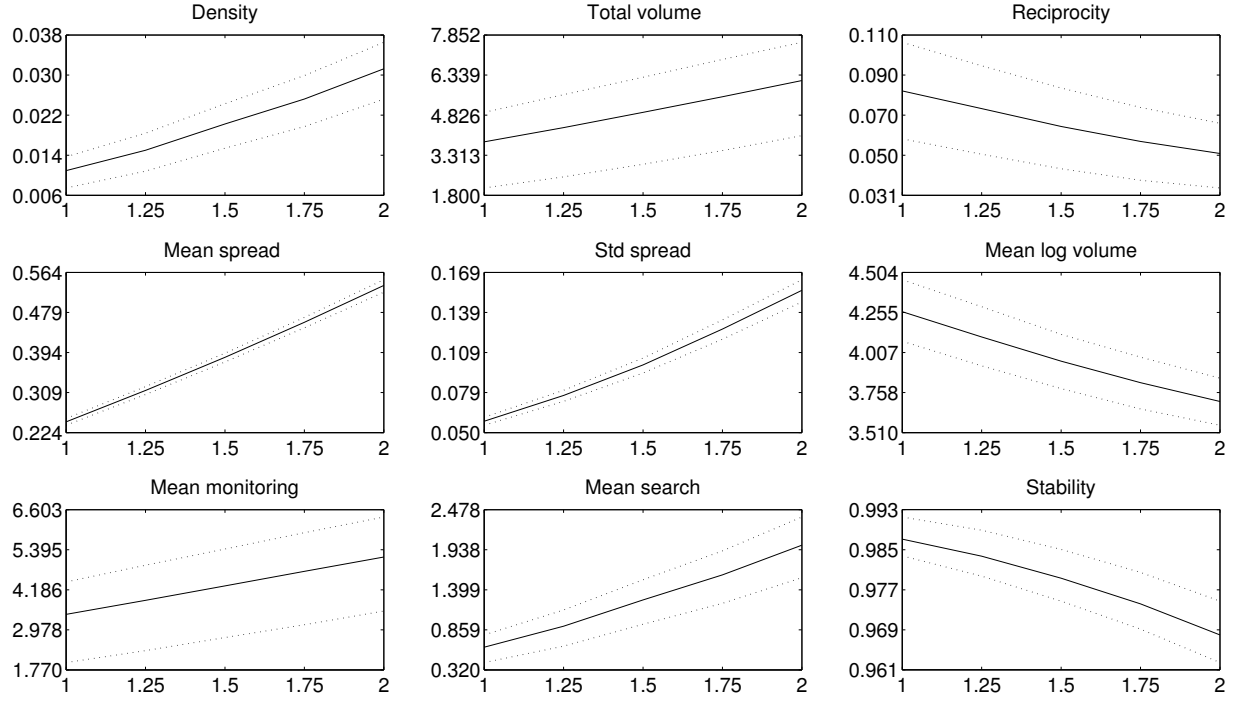 Density
0.038
0.030
0.022
0.014
0.006
1 1.25 1.5 1.75 2
Total volume
7.852
6.339
4.826
3.313
1.800
1 1.25 1.5 1.75 2
Reciprocity
0.110
0.090
0.070
0.050
0.031
1 1.25 1.5 1.75 2
Mean spread
0.564
0.479
0.394
0.309
0.224
1 1.25 1.5 1.75 2
Std spread
0.169
0.139
0.109
0.079
0.050
1 1.25 1.5 1.75 2
Mean log volume
4.504
4.255
4.007
3.758
3.510
1 1.25 1.5 1.75 2
Mean monitoring
6.603
5.395
4.186
2.978
1.770
1 1.25 1.5 1.75 2
Mean search
2.478
1.938
1.399
0.859
0.320
1 1.25 1.5 1.75 2
Stability
0.993
0.985
0.977
0.969
0.961
1 1.25 1.5 1.75 2